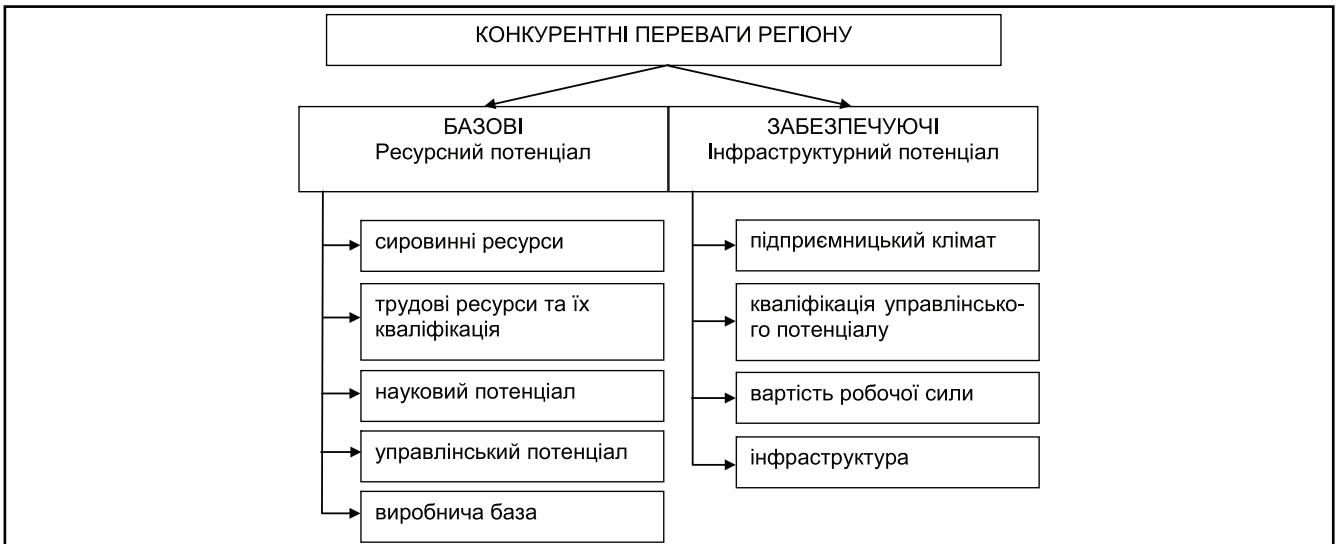 КОНКУРЕНТНІ ПЕРЕВАГИ РЕГІОНУ
БАЗОВІ
Ресурсний потенціал
ЗАБЕЗПЕЧУЮЧІ
Інфраструктурний потенціал
сировинні ресурси
трудові ресурси та їх
кваліфікація
науковий потенціал
управлінський потенціал
виробнича база
підприємницький клімат
кваліфікація управлінсько-
го потенціалу
вартість робочої сили
інфраструктура